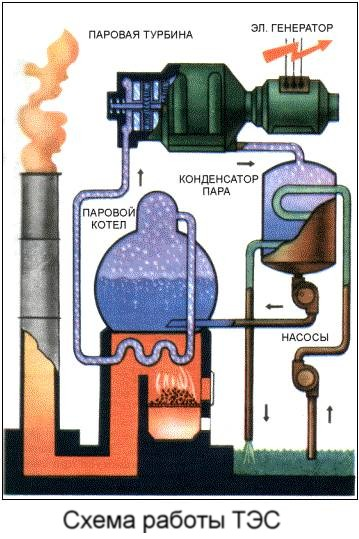 ПАРОВАЯ ТУРБИНА
ЭЛ. ГЕНЕРАТОР
КОНДЕНСАТОР
ПАРА
ПАРОВОЙ
КОТЕЛ
НАСОСЫ
Схема работы ТЭС